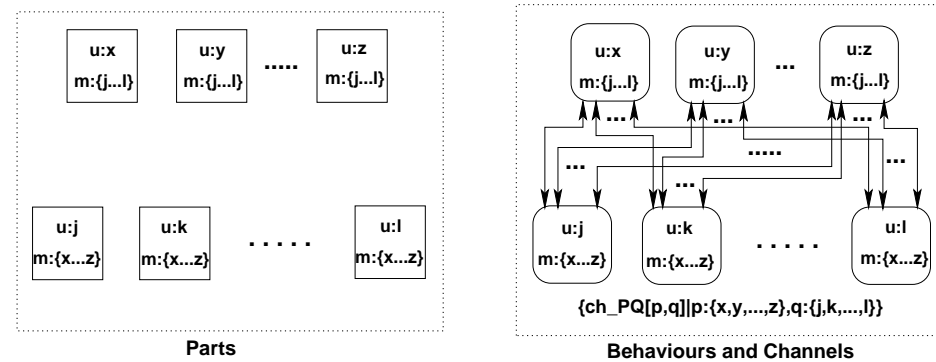 u:x
m:{j...l}
u:y
m:{j...l}
.....
u:z
m:{j...l}
u:j
m:{x...z}
u:k
m:{x...z}
. . . . .
u:l
m:{x...z}
Parts
u:x
m:{j...l}
u:y
m:{j...l}
...
u:z
m:{j...l}
...
...
...
...
.....
...
...
u:j
m:{x...z}
u:k
m:{x...z}
. . . . .
u:l
m:{x...z}
{ch_PQ[p,q]|p:{x,y,...,z},q:{j,k,...,l}}
Behaviours and Channels